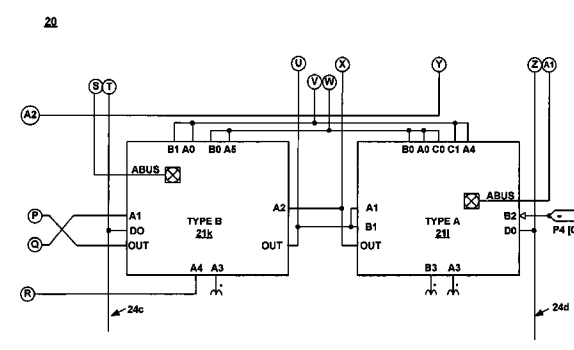 20
U X Y Z A1
S T V W
A2
B1 A0 B0 A5 B0 A0 C0 C1 A4
ABUS ABUS
A2 A1 B2
P A1 TYPE B TYPE A P4 [0
DO 21k B1 21l D0
Q OUT OUT OUT
A4 A3 B3 A3
R
24c 24d